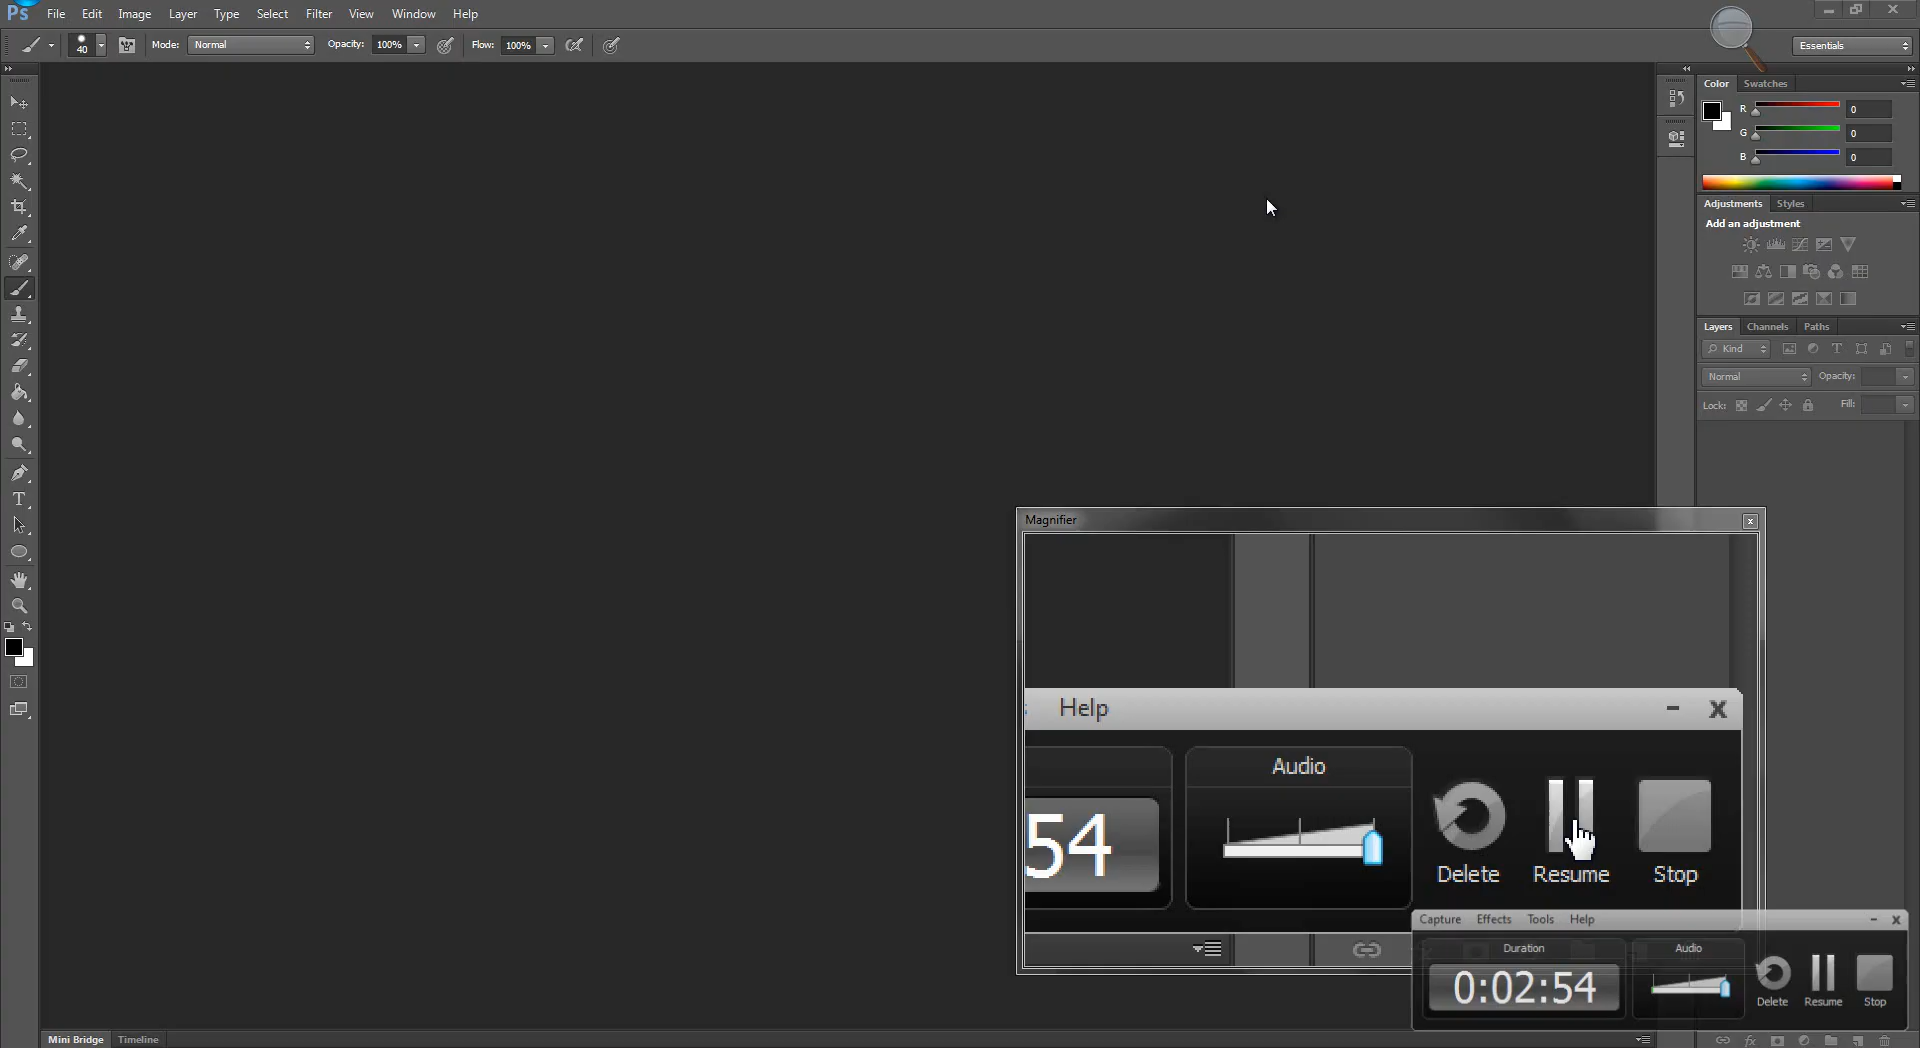 Ps File Edit Image Layer Type Select Filter View Window Help
40 Mode: Normal Opacity: 100% Flow: 100% Essentials
Color Swatches
R 0
G 0
B 0
Adjustments Styles
Add an adjustment
Layers Channels Paths
Kind
Normal Opacity:
Lock: Fill:
Magnifier
Help
Audio
54
Delete Resume Stop
Capture Effects Tools Help
Duration Audio
0:02:54
Delete Resume Stop
Mini Bridge Timeline